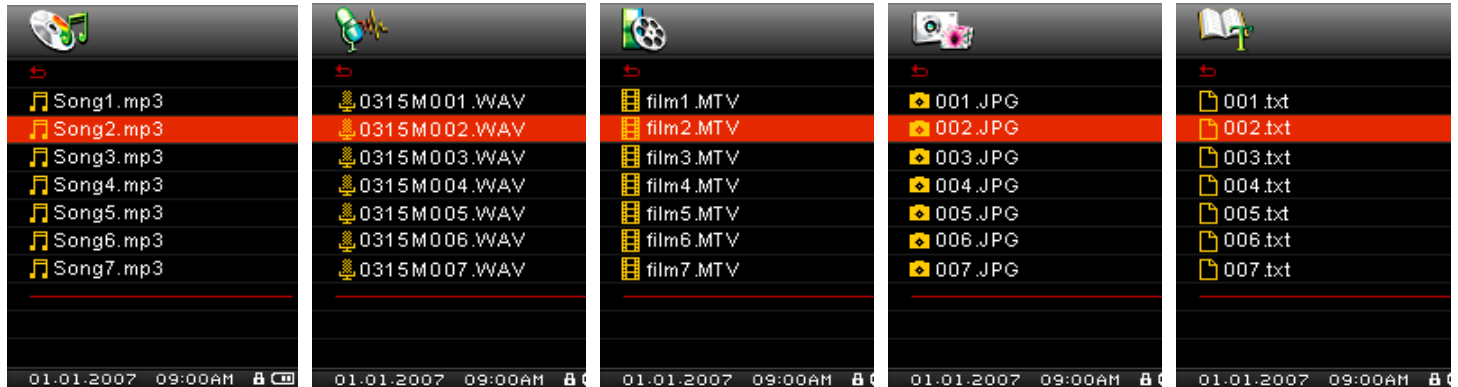 Song1.mp3
Song2.mp3
Song3.mp3
Song4.mp3
Song5.mp3
Song6.mp3
Song7.mp3
01.01.2007 09:00AM
0315M001.WAV
0315M002.WAV
0315M003.WAV
0315M004.WAV
0315M005.WAV
0315M006.WAV
0315M007.WAV
01.01.2007 09:00AM
film1.MTV
film2.MTV
film3.MTV
film4.MTV
film5.MTV
film6.MTV
film7.MTV
01.01.2007 09:00AM
001.JPG
002.JPG
003.JPG
004.JPG
005.JPG
006.JPG
007.JPG
01.01.2007 09:00AM
001.txt
002.txt
003.txt
004.txt
005.txt
006.txt
007.txt
01.01.2007 09:00AM